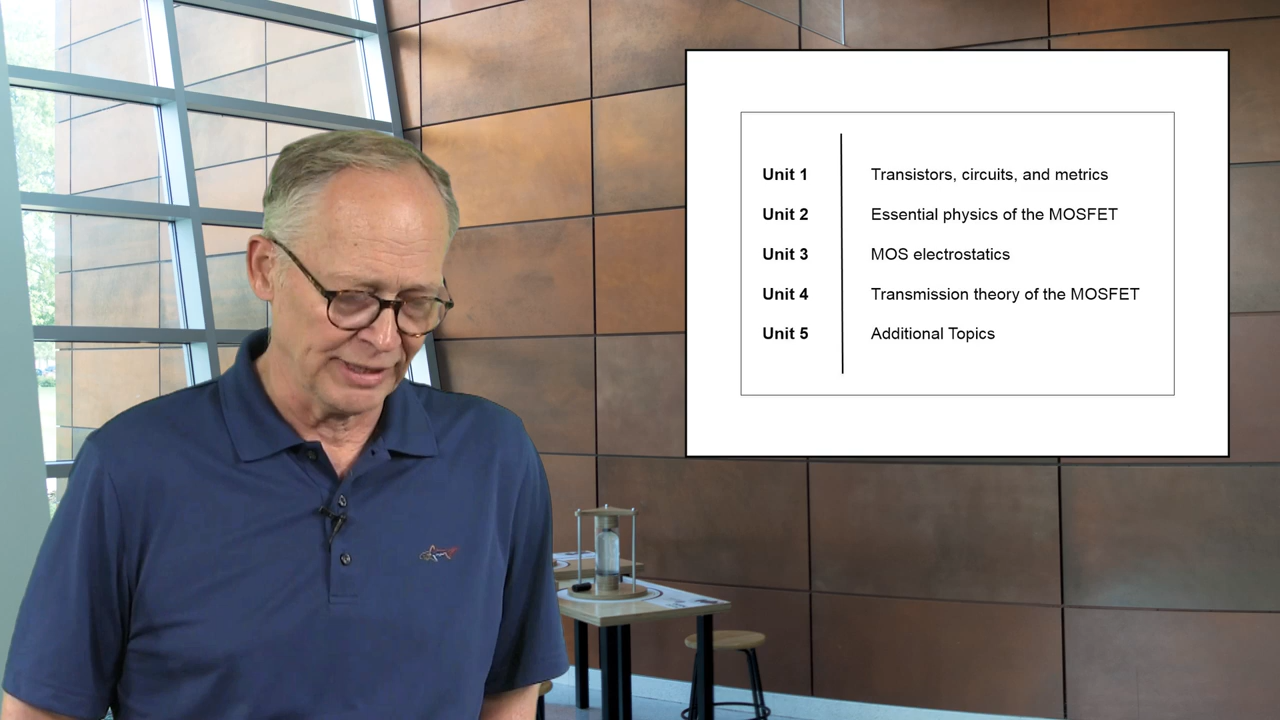 Unit 1 Transistors, circuits, and metrics
Unit 2 Essential physics of the MOSFET
Unit 3 MOS electrostatics
Unit 4 Transmission theory of the MOSFET
Unit 5 Additional Topics